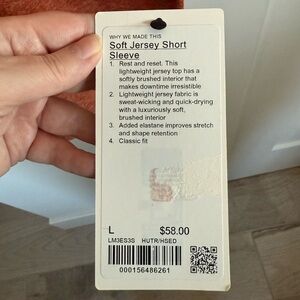 WHY WE MADE THIS
Soft Jersey Short
Sleeve
1. Rest and reset. This
lightweight jersey top has a
softly brushed interior that
makes downtime irresistible
2. Lightweight jersey fabric is
sweat-wicking and quick-drying
with a luxuriously soft,
brushed interior
3. Added elastane improves stretch
and shape retention
4. Classic fit
L $58.00
LM3ES3S HUTR/HSED
000156486261